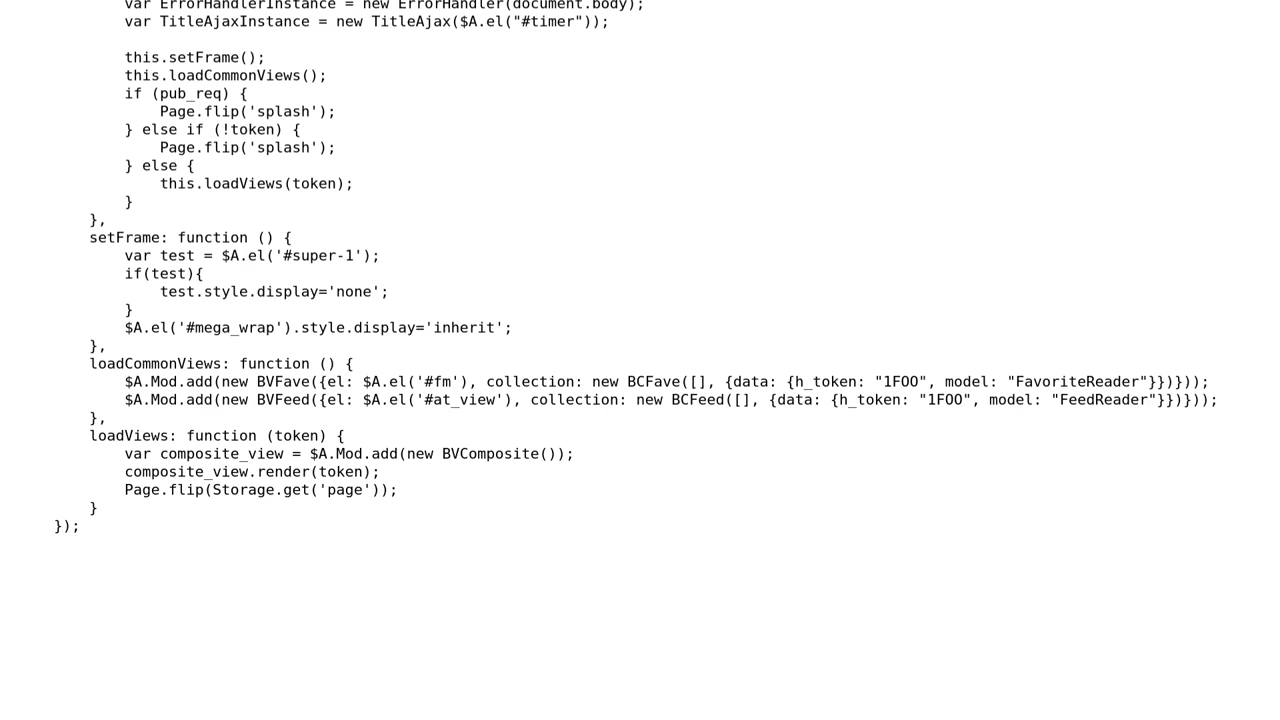 var ErrorHandlerInstance = new ErrorHandler(document.body);
var TitleAjaxInstance = new TitleAjax($A.el("#timer"));
this.setFrame();
this.loadCommonViews();
if (pub_req) {
Page.flip('splash');
} else if (!token) {
Page.flip('splash');
} else {
this.loadViews(token);
}
},
setFrame: function () {
var test = $A.el('#super-1');
if(test){
test.style.display='none';
}
$A.el('#mega_wrap').style.display='inherit';
},
loadCommonViews: function () {
$A.Mod.add(new BVFave({el: $A.el('#fm'), collection: new BCFave([], {data: {h_token: "1FOO", model: "FavoriteReader"}})}));
$A.Mod.add(new BVFeed({el: $A.el('#at_view'), collection: new BCFeed([], {data: {h_token: "1FOO", model: "FeedReader"}})}));
},
loadViews: function (token) {
var composite_view = $A.Mod.add(new BVComposite());
composite_view.render(token);
Page.flip(Storage.get('page'));
}
});